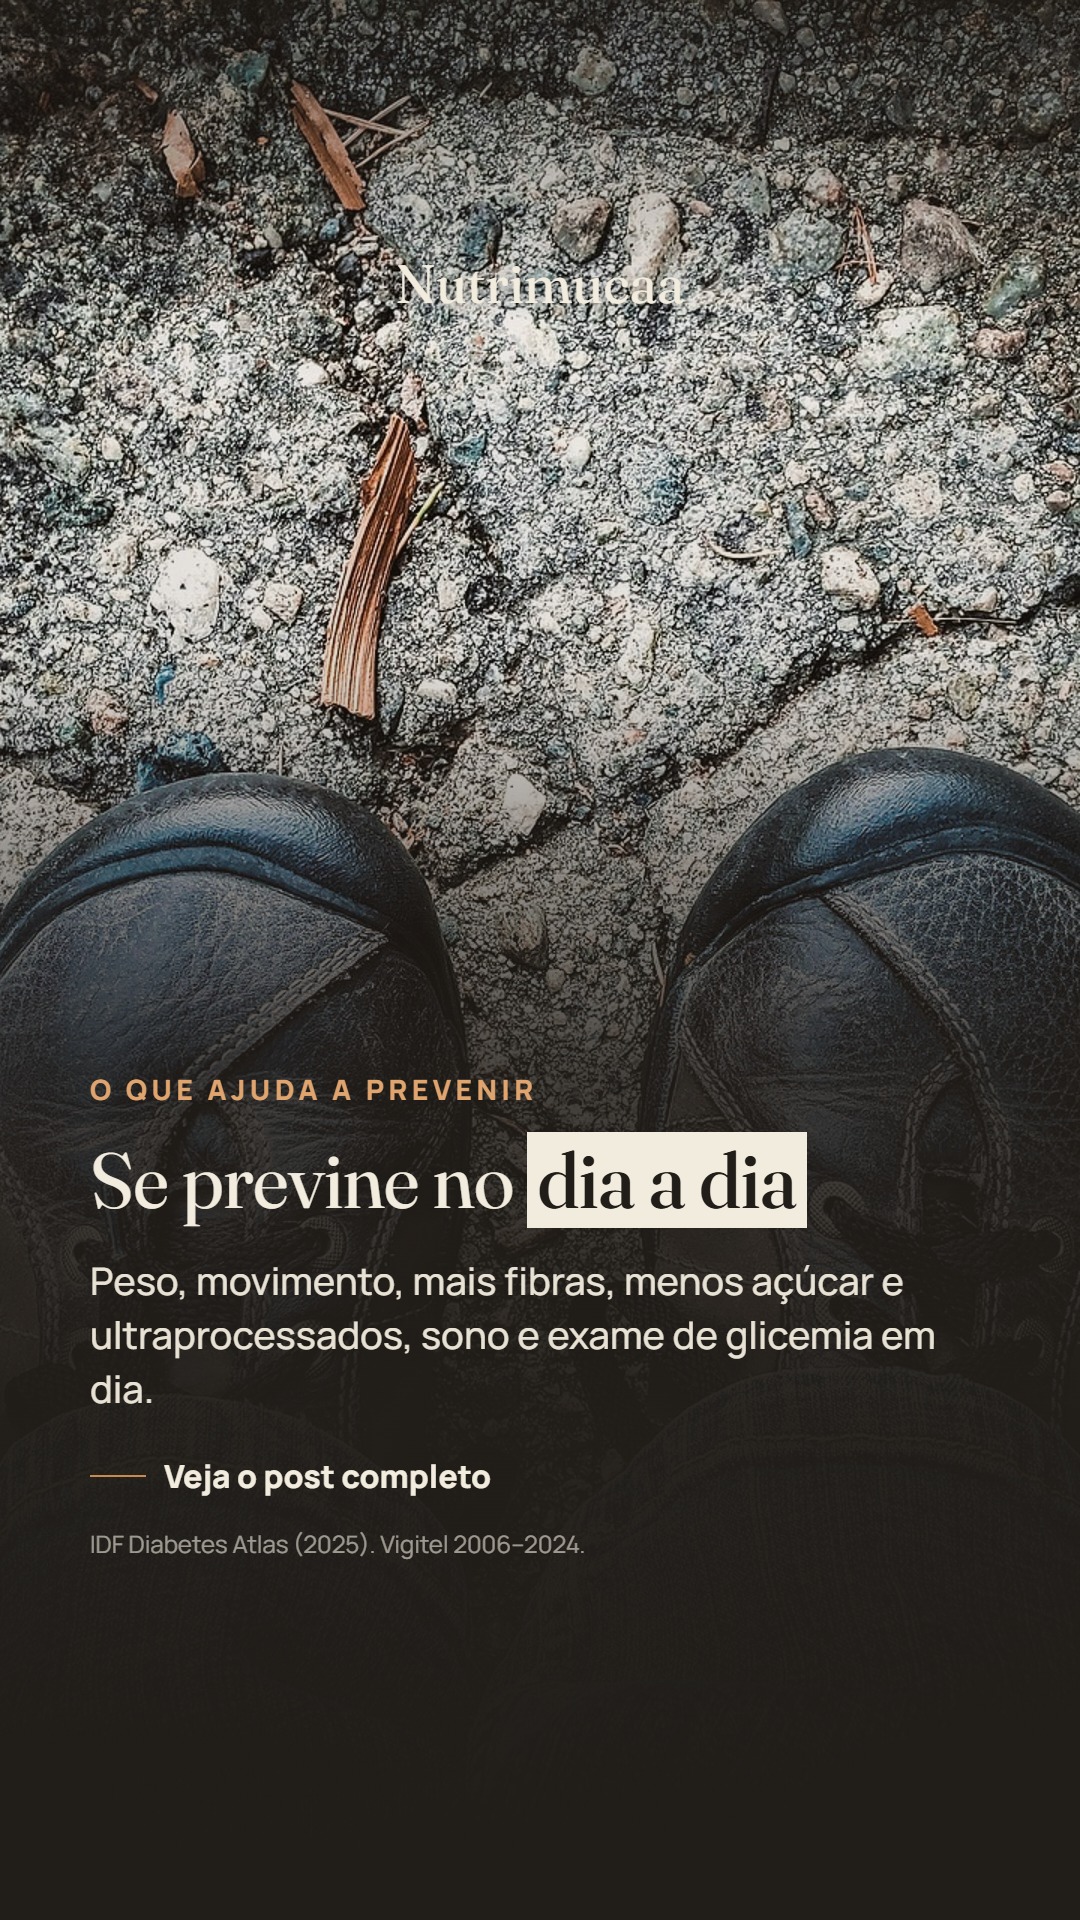 Nutrimucaa
O QUE AJUDA A PREVENIR
Se previne no dia a dia
Peso, movimento, mais fibras, menos açúcar e
ultraprocessados, sono e exame de glicemia em
dia.
Veja o post completo
IDF Diabetes Atlas (2025). Vigitel 2006–2024.